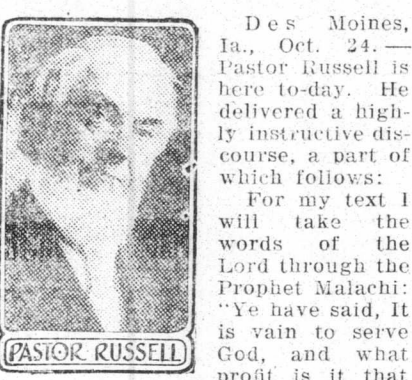 PASTOR RUSSELL
Des Moines,
Ia., Oct. 24.—
Pastor Russell is
here to-day. He
delivered a high-
ly instructive dis-
course, a part of
which follows:
For my text I
will take the
words of the
Lord through the
Prophet Malachi:
"Ye have said, It
is vain to serve
God, and what
profit is it that